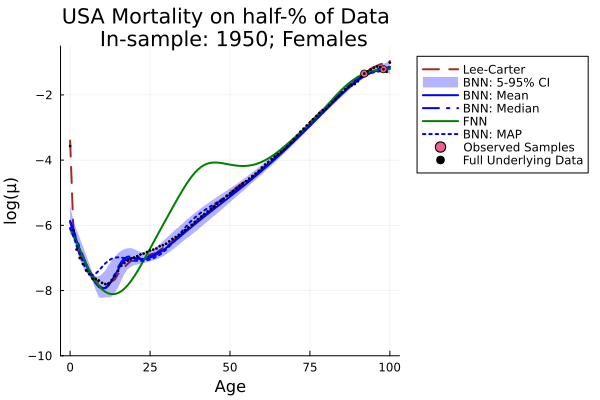 USA Mortality on half-% of Data
In-sample: 1950; Females
Lee-Carter
BNN: 5-95% CI
BNN: Mean
BNN: Median
FNN
BNN: MAP
Observed Samples
Full Underlying Data
log(μ)
−2
−4
−6
−8
−10
0
25
50
75
100
Age